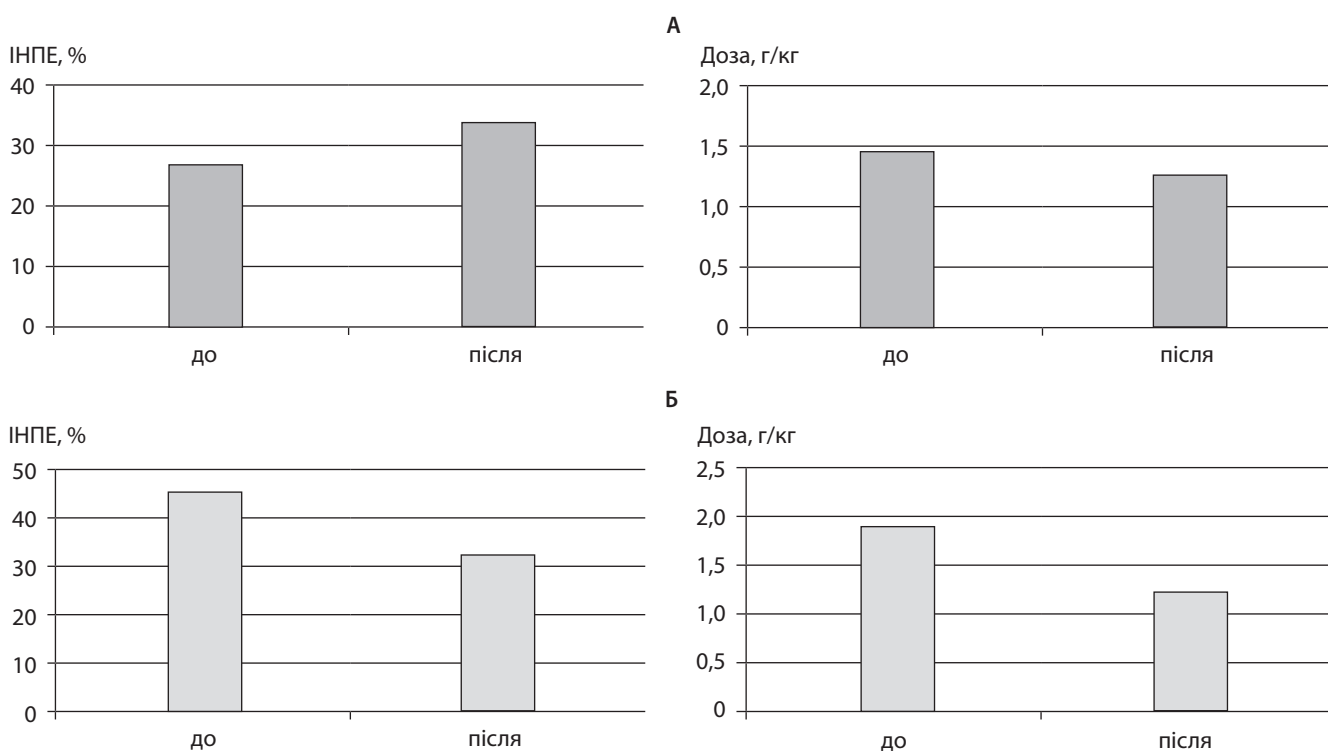 А
ІНПЕ, %
40
30
20
10
0
до
після
Доза, г/кг
2,0
1,5
1,0
0,5
0
до
після
Б
ІНПЕ, %
50
40
30
20
10
0
до
після
Доза, г/кг
2,5
2,0
1,5
1,0
0,5
0
до
після